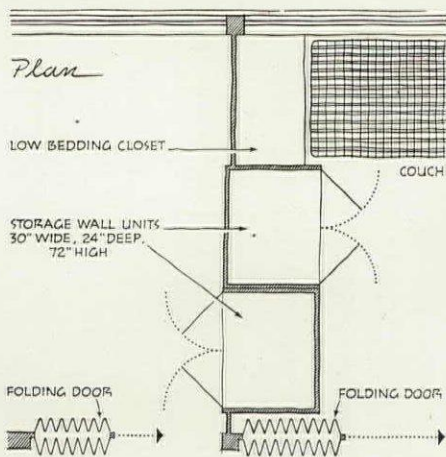 Plan
LOW BEDDING CLOSET
COUCH
STORAGE WALL UNITS
30" WIDE, 24" DEEP,
72" HIGH
FOLDING DOOR
FOLDING DOOR